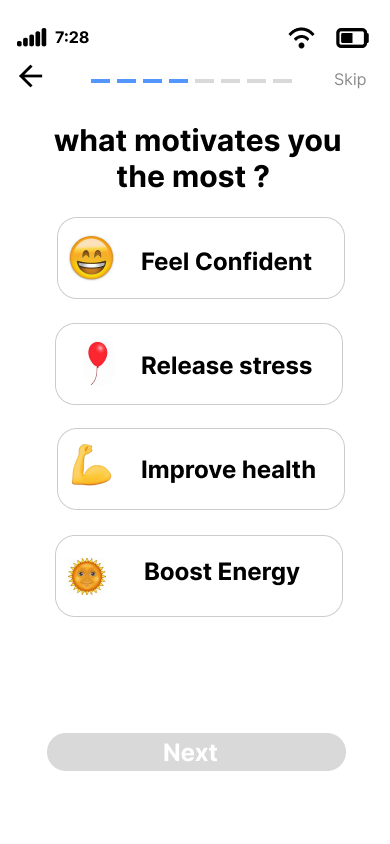 7:28
Skip
what motivates you
the most ?
Feel Confident
Release stress
Improve health
Boost Energy
Next